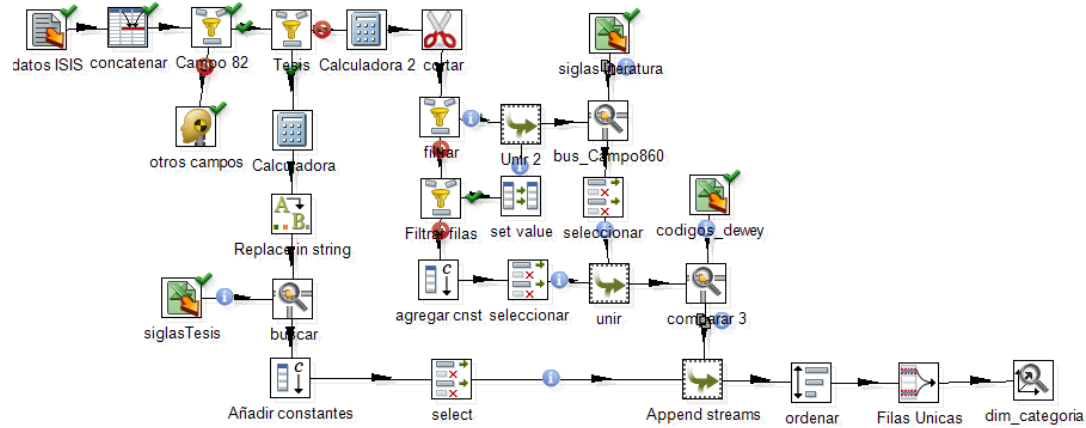 datos ISIS
concatenar
Campo 82
Tesis
Calculadora 2
cortar
siglas literatura
otros campos
Calculadora
filtrar
Unir 2
bus_Campo860
Replace in string
Filtrar filas
set value
seleccionar
codigos_dewey
siglasTesis
buscar
agregar cnst
seleccionar
unir
comparar 3
Añadir constantes
select
Append streams
ordenar
Filas Unicas
dim_categoria